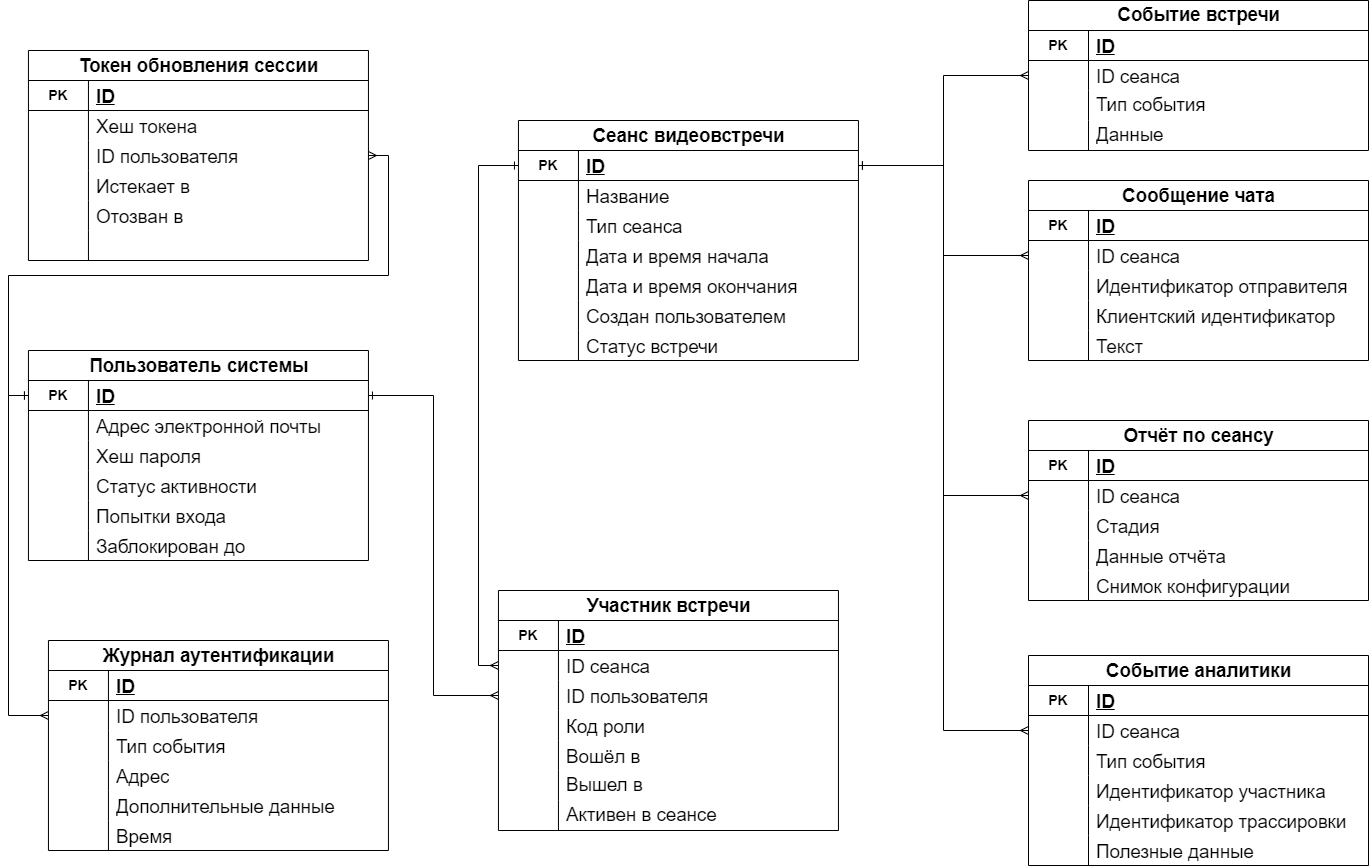 Токен обновления сессии
PK ID
Хеш токена
ID пользователя
Истекает в
Отозван в
Пользователь системы
PK ID
Адрес электронной почты
Хеш пароля
Статус активности
Попытки входа
Заблокирован до
Журнал аутентификации
PK ID
ID пользователя
Тип события
Адрес
Дополнительные данные
Время
Сеанс видеовстречи
PK ID
Название
Тип сеанса
Дата и время начала
Дата и время окончания
Создан пользователем
Статус встречи
Участник встречи
PK ID
ID сеанса
ID пользователя
Код роли
Вошёл в
Вышел в
Активен в сеансе
Событие встречи
PK ID
ID сеанса
Тип события
Данные
Сообщение чата
PK ID
ID сеанса
Идентификатор отправителя
Клиентский идентификатор
Текст
Отчёт по сеансу
PK ID
ID сеанса
Стадия
Данные отчёта
Снимок конфигурации
Событие аналитики
PK ID
ID сеанса
Тип события
Идентификатор участника
Идентификатор трассировки
Полезные данные